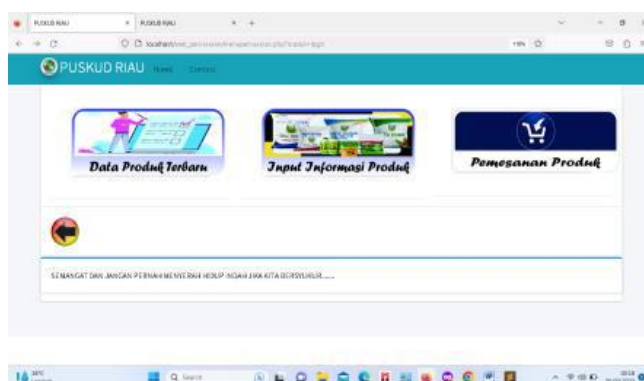 PUSKUD RIAU
PUSKUD RIAU
localhost/
PUSKUD RIAU Home Contact
Data Produk Terbaru
Input Informasi Produk
Pemesanan Produk
SEMANGAT DAN JANGAN PERNAH MENYERAH HIDUP INDAH JIKA KITA BERSYUKUR.......
Search